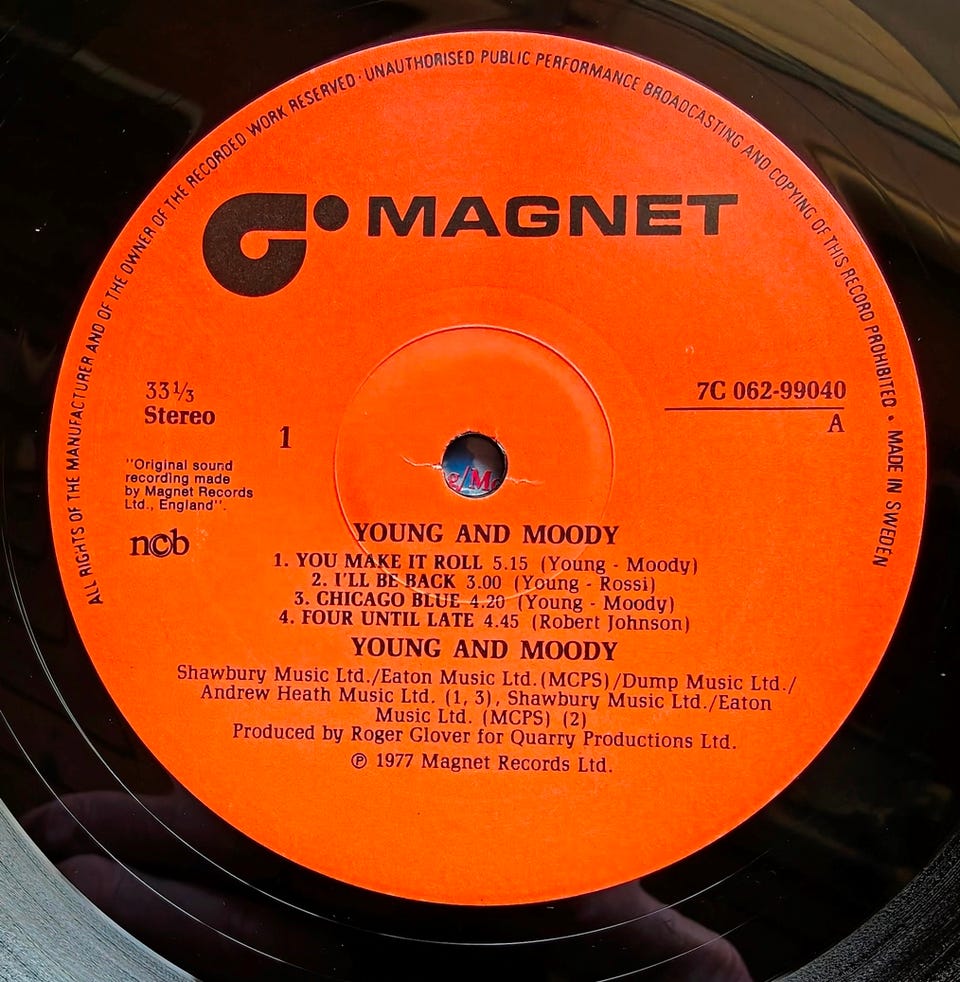 ALL RIGHTS OF THE MANUFACTURER AND OF THE OWNER OF THE RECORDED WORK RESERVED · UNAUTHORISED PUBLIC PERFORMANCE BROADCASTING AND COPYING OF THIS RECORD PROHIBITED • MADE IN SWEDEN
MAGNET
33⅓
Stereo
1
7C 062-99040
A
"Original sound
recording made
by Magnet Records
Ltd., England".
n©b
g/Mo
YOUNG AND MOODY
1. YOU MAKE IT ROLL 5.15 (Young - Moody)
2. I'LL BE BACK 3.00 (Young - Rossi)
3. CHICAGO BLUE 4.20 (Young - Moody)
4. FOUR UNTIL LATE 4.45 (Robert Johnson)
YOUNG AND MOODY
Shawbury Music Ltd./Eaton Music Ltd.(MCPS)/Dump Music Ltd./
Andrew Heath Music Ltd. (1, 3), Shawbury Music Ltd./Eaton
Music Ltd. (MCPS) (2)
Produced by Roger Glover for Quarry Productions Ltd.
℗ 1977 Magnet Records Ltd.